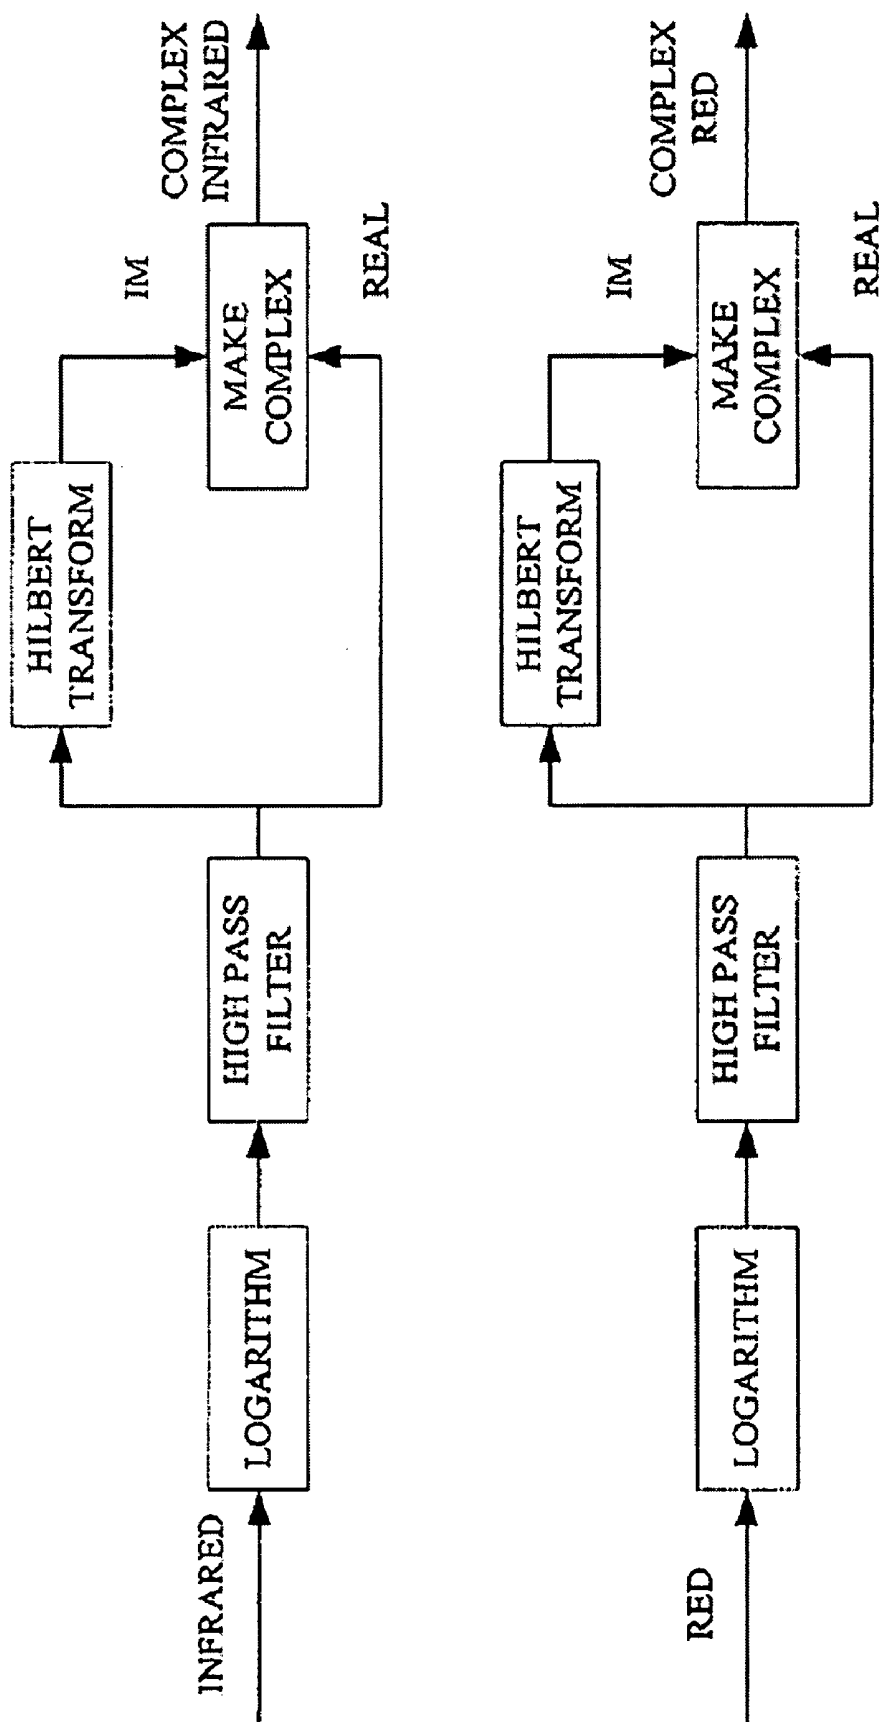 INFRARED
LOGARITHM
HIGH PASS
FILTER
HILBERT
TRANSFORM
IM
MAKE
COMPLEX
REAL
COMPLEX
INFRARED
RED
LOGARITHM
HIGH PASS
FILTER
HILBERT
TRANSFORM
IM
MAKE
COMPLEX
REAL
COMPLEX
RED